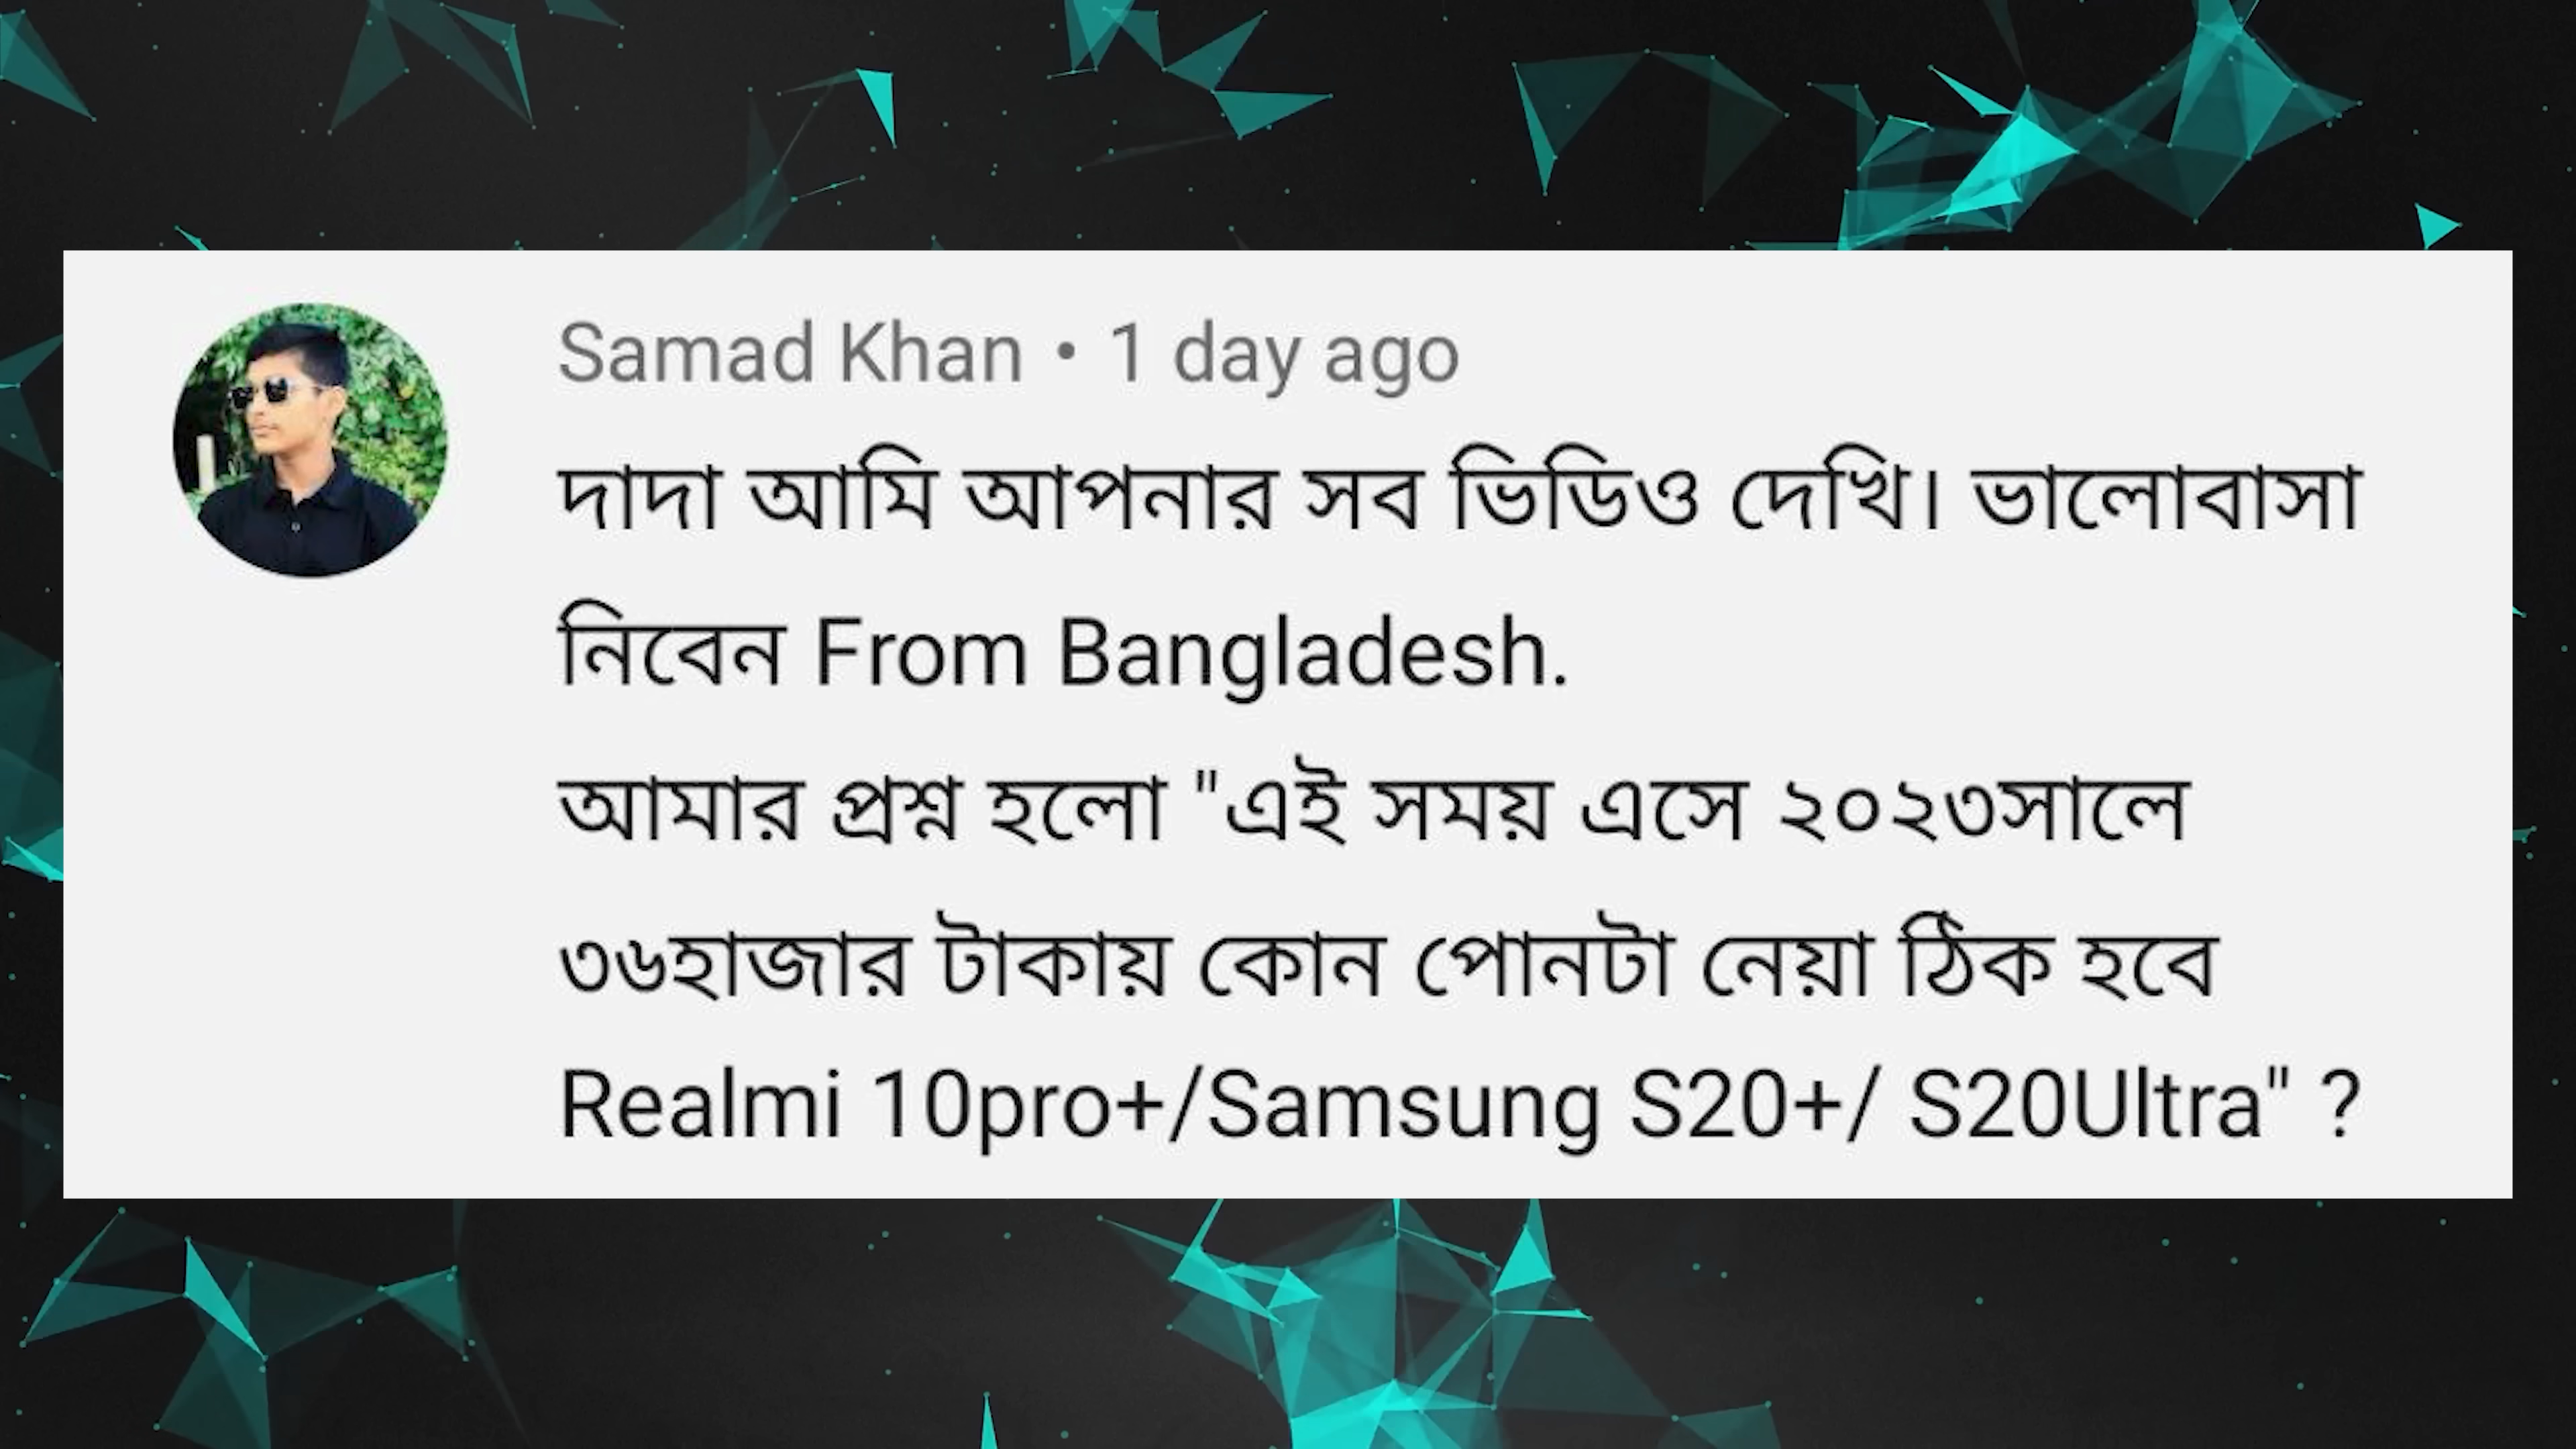 Samad Khan • 1 day ago
দাদা আমি আপনার সব ভিডিও দেখি। ভালোবাসা
নিবেন From Bangladesh.
আমার প্রশ্ন হলো "এই সময় এসে ২০২৩সালে
৩৬হাজার টাকায় কোন পোনটা নেয়া ঠিক হবে
Realmi 10pro+/Samsung S20+/ S20Ultra" ?